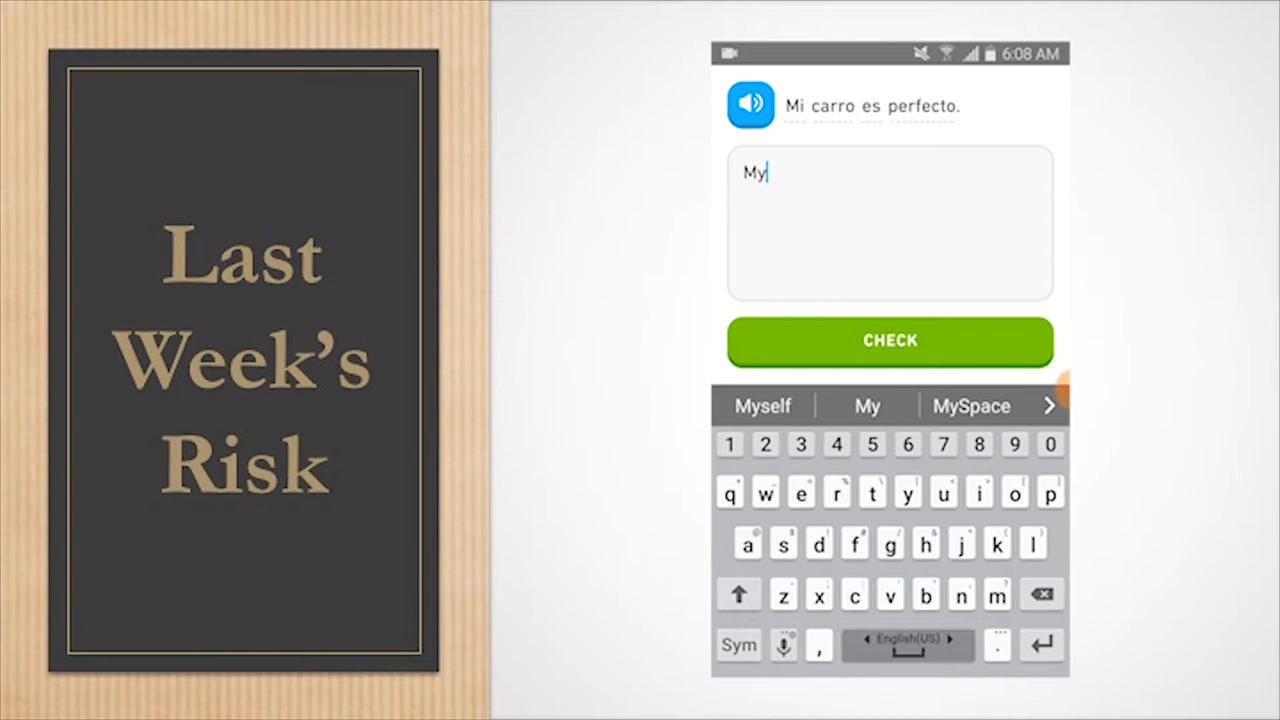 Last
Week's
Risk
6:08 AM
Mi carro es perfecto.
My
CHECK
Myself My MySpace
1 2 3 4 5 6 7 8 9 0
q w e r t y u i o p
a s d f g h j k l
z x c v b n m
Sym , English(US) .